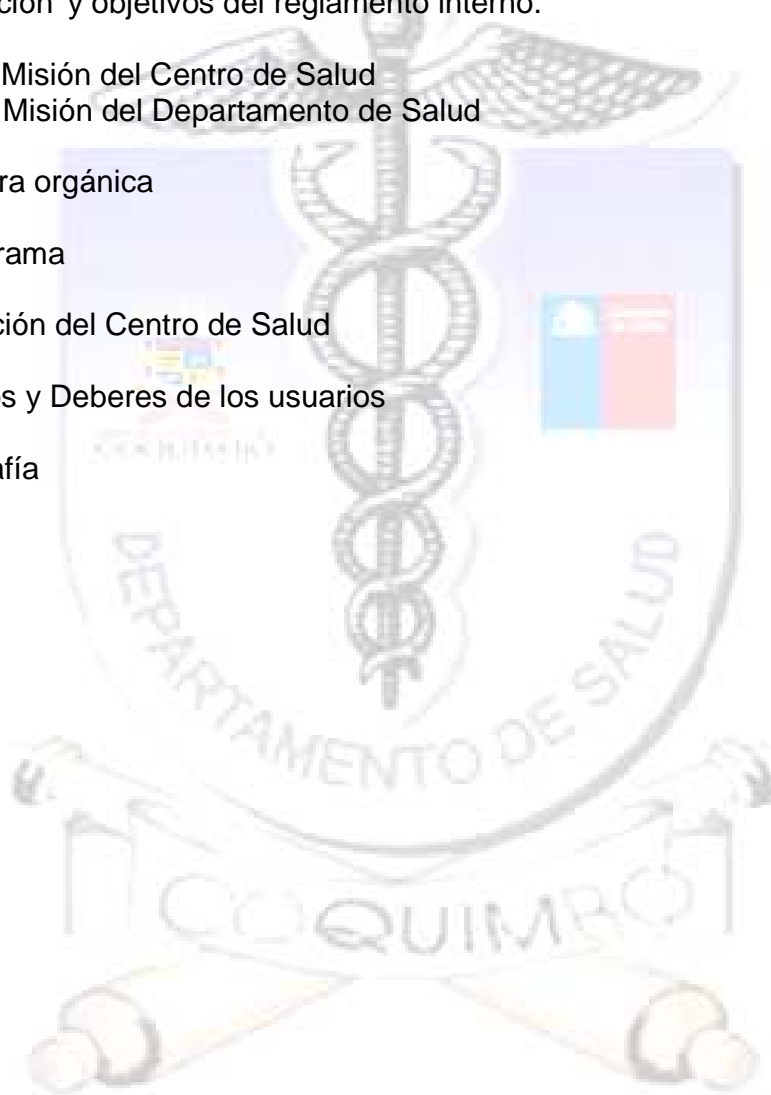 ción y objetivos del reglamento interno.
Misión del Centro de Salud
Misión del Departamento de Salud
ra orgánica
rama
ción del Centro de Salud
s y Deberes de los usuarios
afía
COQUIMBO
DEPARTAMENTO DE SALUD
COQUIMBO